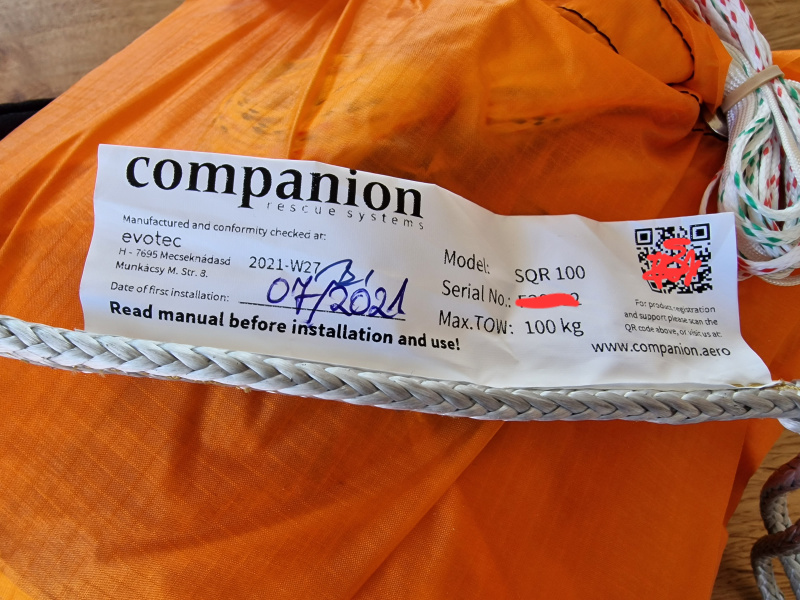 companion
rescue systems
Manufactured and conformity checked at:
evotec
H - 7695 Mecseknádasd
Munkácsy M. Str. 8.
2021-W27
Date of first installation: 07/2021
Read manual before installation and use!
Model: SQR 100
Serial No.:
Max.TOW: 100 kg
For product registration
and support please scan the
QR code above, or visit us at:
www.companion.aero